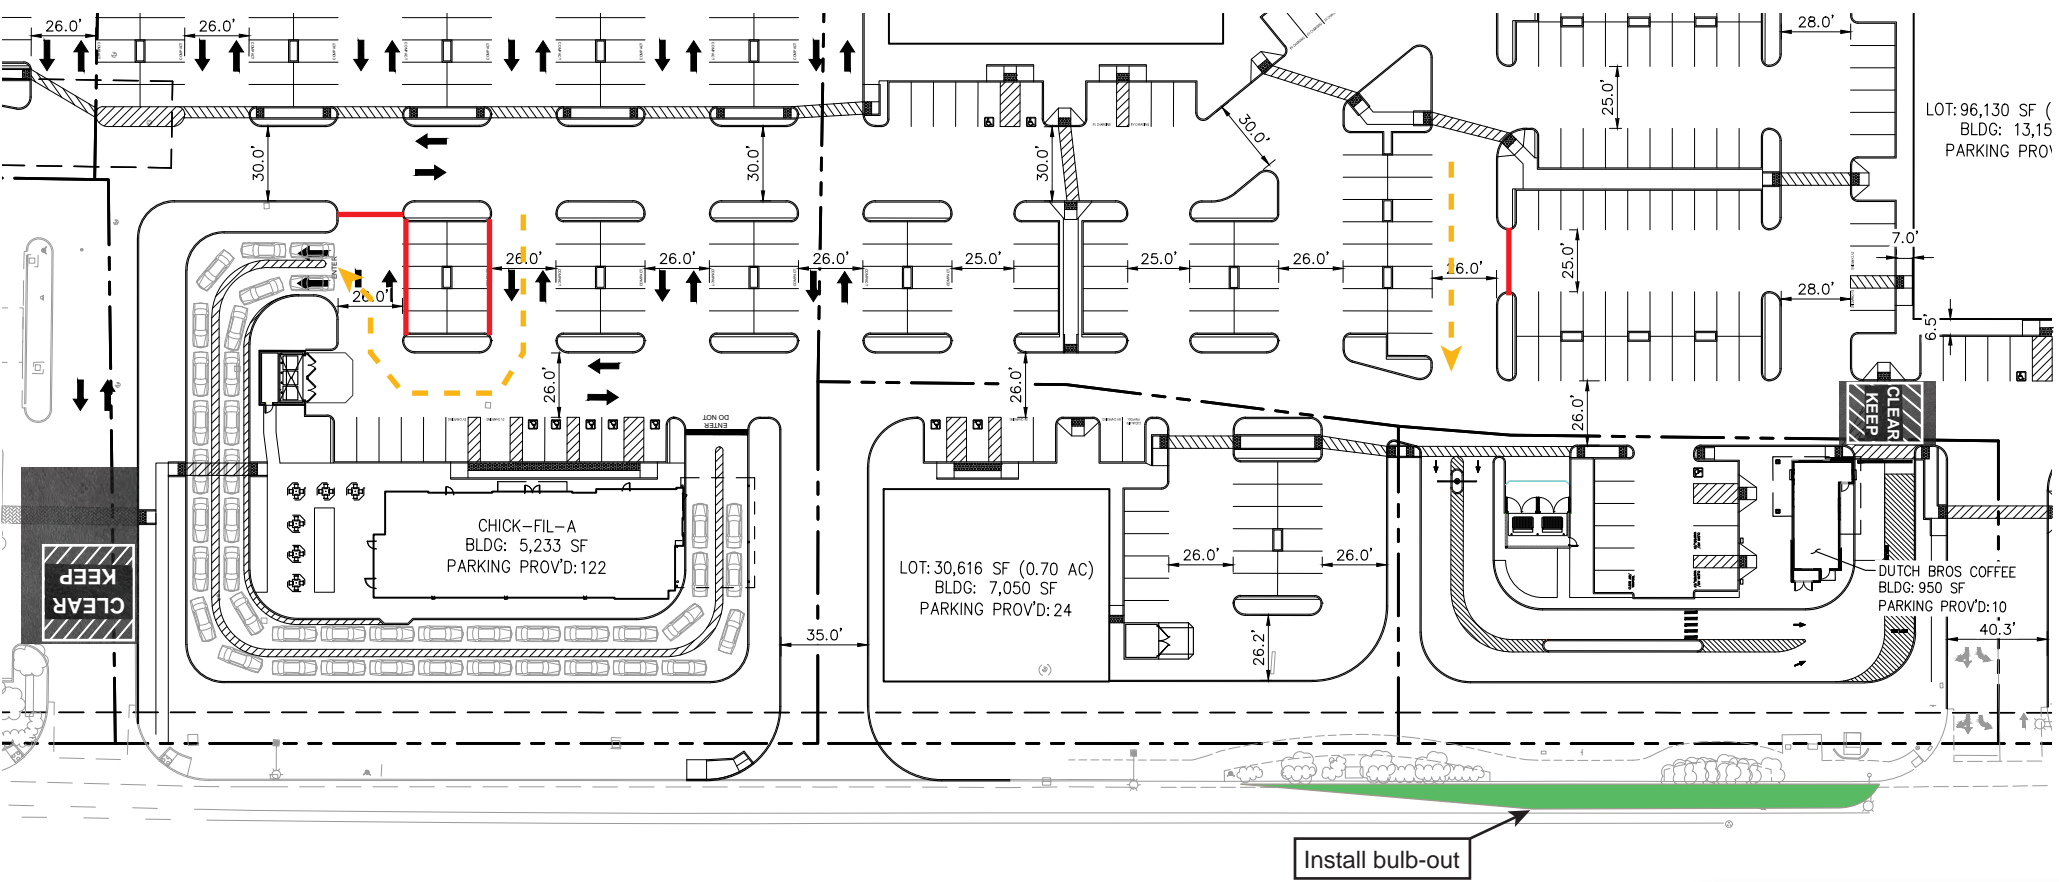 26.0'
26.0'
28.0'
25.0'
LOT: 96,130 SF (
BLDG: 13,15
PARKING PROV
30.0'
30.0'
30.0'
30.0'
7.0'
ENTER
26.0'
26.0'
26.0'
26.0'
25.0'
25.0'
26.0'
26.0'
25.0'
28.0'
26.0'
6.5'
26.0'
26.0'
26.0'
CLEAR
KEEP
DO NOT
ENTER
CHICK-FIL-A
BLDG: 5,233 SF
PARKING PROV'D: 122
LOT: 30,616 SF (0.70 AC)
BLDG: 7,050 SF
PARKING PROV'D: 24
26.0'
26.0'
DUTCH BROS COFFEE
BLDG: 950 SF
PARKING PROV'D: 10
KEEP
CLEAR
35.0'
26.2'
40.3'
Install bulb-out